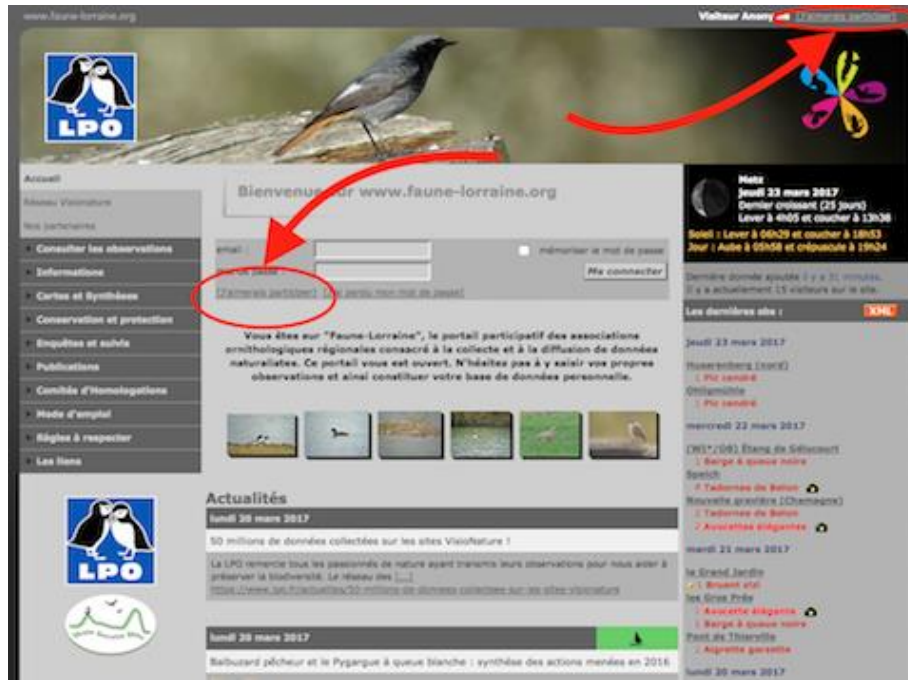 www.faune-lorraine.org
Visiteur Anonyme [J'aimerais participer]
LPO
Accueil
Réseau Visionature
Nos partenaires
Consulter les observations
Informations
Cartes et Synthèses
Conservation et protection
Enquêtes et suivis
Publications
Comités d'Homologations
Mode d'emploi
Règles à respecter
Les liens
LPO
Bienvenue sur www.faune-lorraine.org
email :
mémoriser le mot de passe
mot de passe :
Me connecter
[J'aimerais participer] [J'ai perdu mon mot de passe]
Vous êtes sur "Faune-Lorraine", le portail participatif des associations
ornithologiques régionales consacré à la collecte et à la diffusion de données
naturalistes. Ce portail vous est ouvert. N'hésitez pas à y saisir vos propres
observations et ainsi constituer votre base de données personnelle.
Actualités
lundi 20 mars 2017
50 millions de données collectées sur les sites VisioNature !
La LPO remercie tous les passionnés de nature ayant transmis leurs observations pour nous aider à
préserver la biodiversité. Le réseau des [...]
https://www.lpo.fr/actualites/50-millions-de-donnees-collectees-sur-les-sites-visionature
lundi 20 mars 2017
Balbuzard pêcheur et le Pygargue à queue blanche : synthèse des actions menées en 2016
Metz
jeudi 23 mars 2017
Dernier croissant (25 jours)
Lever à 4h05 et coucher à 13h36
Soleil : Lever à 06h29 et coucher à 18h53
Jour : Aube à 05h58 et crépuscule à 19h24
Dernière donnée ajoutée il y a 31 minutes.
Il y a actuellement 15 visiteurs sur le site.
Les dernières obs :
XML
jeudi 23 mars 2017
Huserenberg (nord)
1 Pic cendré
Ohligmühle
1 Pic cendré
mercredi 22 mars 2017
Étang de Gélucourt
1 Barge à queue noire
Speich
Tadornes de Belon
Nouvelle gravière (Chamagne)
2 Tadornes de Belon
2 Avocettes élégantes
mardi 21 mars 2017
le Grand Jardin
1 Bruant zizi
les Gros Prés
1 Avocette élégante
1 Barge à queue noire
Pont de Thierville
1 Aigrette garzette
lundi 20 mars 2017